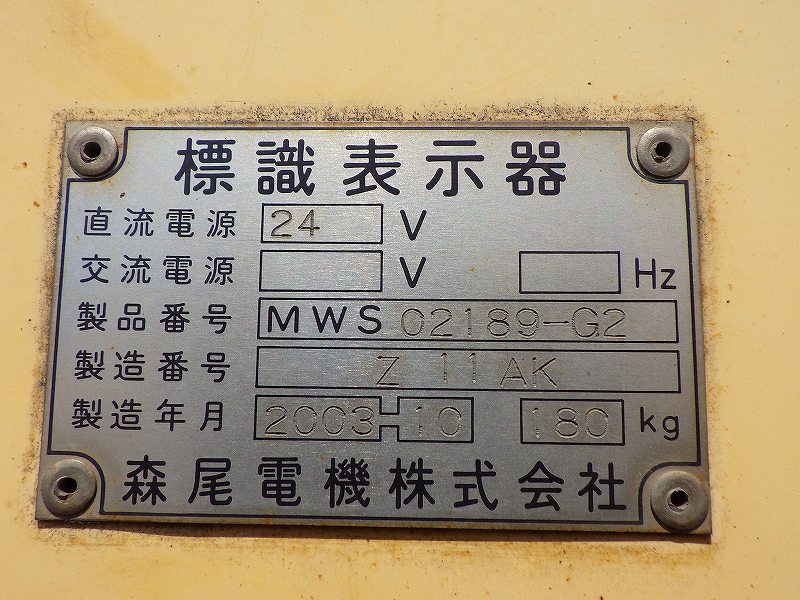 標識表示器
直流電源 24 V
交流電源 V Hz
製品番号 MWS 02189-G2
製造番号 Z 11 AK
製造年月 2003-10 180 kg
森尾電機株式会社